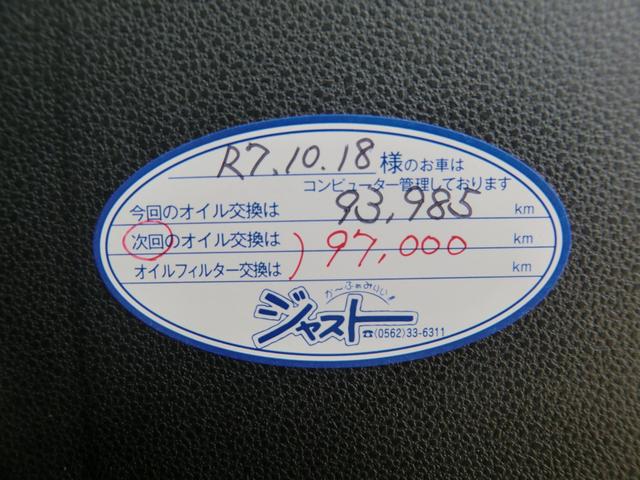 R7.10.18 様のお車は
コンピューター管理しております
今回のオイル交換は 93,985 km
次回のオイル交換は ) 97,000 km
オイルフィルター交換は km
か〜ふぁみりぃ!!
ジャスト
☎(0562)33-6311